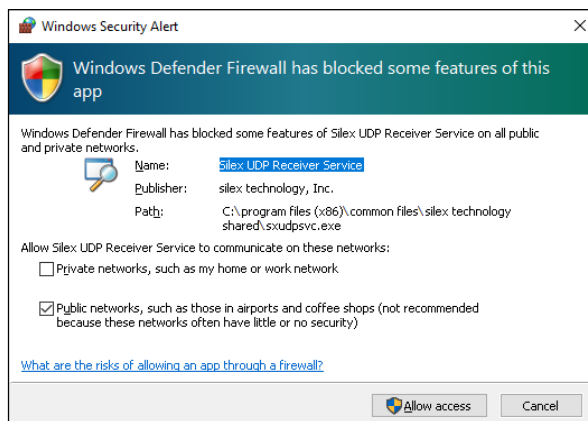 Windows Security Alert
Windows Defender Firewall has blocked some features of this
app
Windows Defender Firewall has blocked some features of Silex UDP Receiver Service on all public
and private networks.
Name: Silex UDP Receiver Service
Publisher: silex technology, Inc.
Path: C:\program files (x86)\common files\silex technology
shared\sxudpsvc.exe
Allow Silex UDP Receiver Service to communicate on these networks:
Private networks, such as my home or work network
Public networks, such as those in airports and coffee shops (not recommended
because these networks often have little or no security)
What are the risks of allowing an app through a firewall?
Allow access Cancel